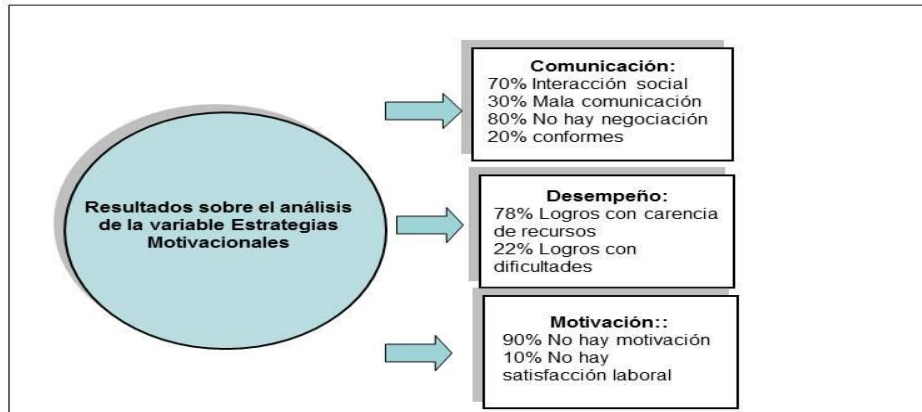 Resultados sobre el análisis
de la variable Estrategias
Motivacionales
Comunicación:
70% Interacción social
30% Mala comunicación
80% No hay negociación
20% conformes
Desempeño:
78% Logros con carencia
de recursos
22% Logros con
dificultades
Motivación::
90% No hay motivación
10% No hay
satisfacción laboral